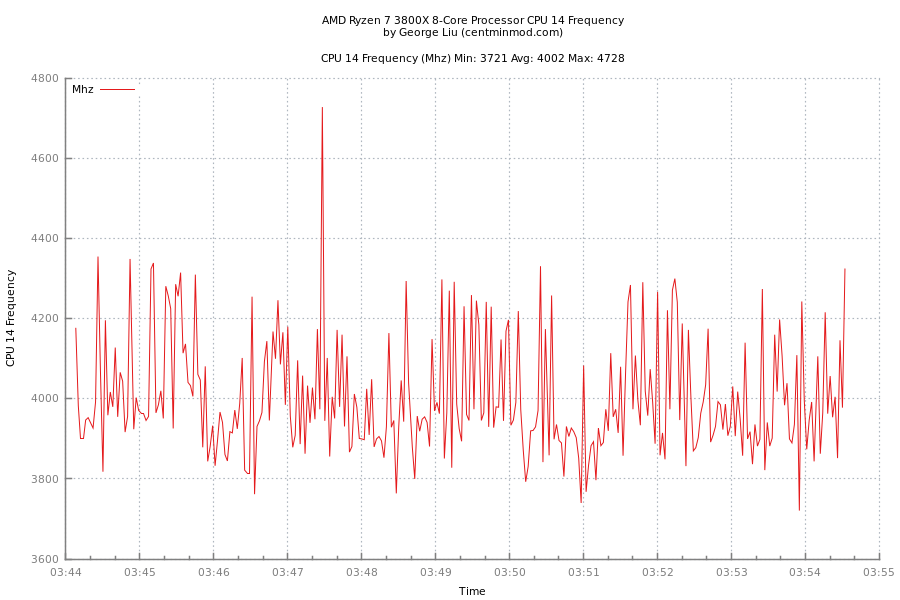 AMD Ryzen 7 3800X 8-Core Processor CPU 14 Frequency
by George Liu (centminmod.com)
CPU 14 Frequency (Mhz) Min: 3721 Avg: 4002 Max: 4728
Mhz
4800
4600
4400
4200
4000
3800
3600
CPU 14 Frequency
03:44 03:45 03:46 03:47 03:48 03:49 03:50 03:51 03:52 03:53 03:54 03:55
Time